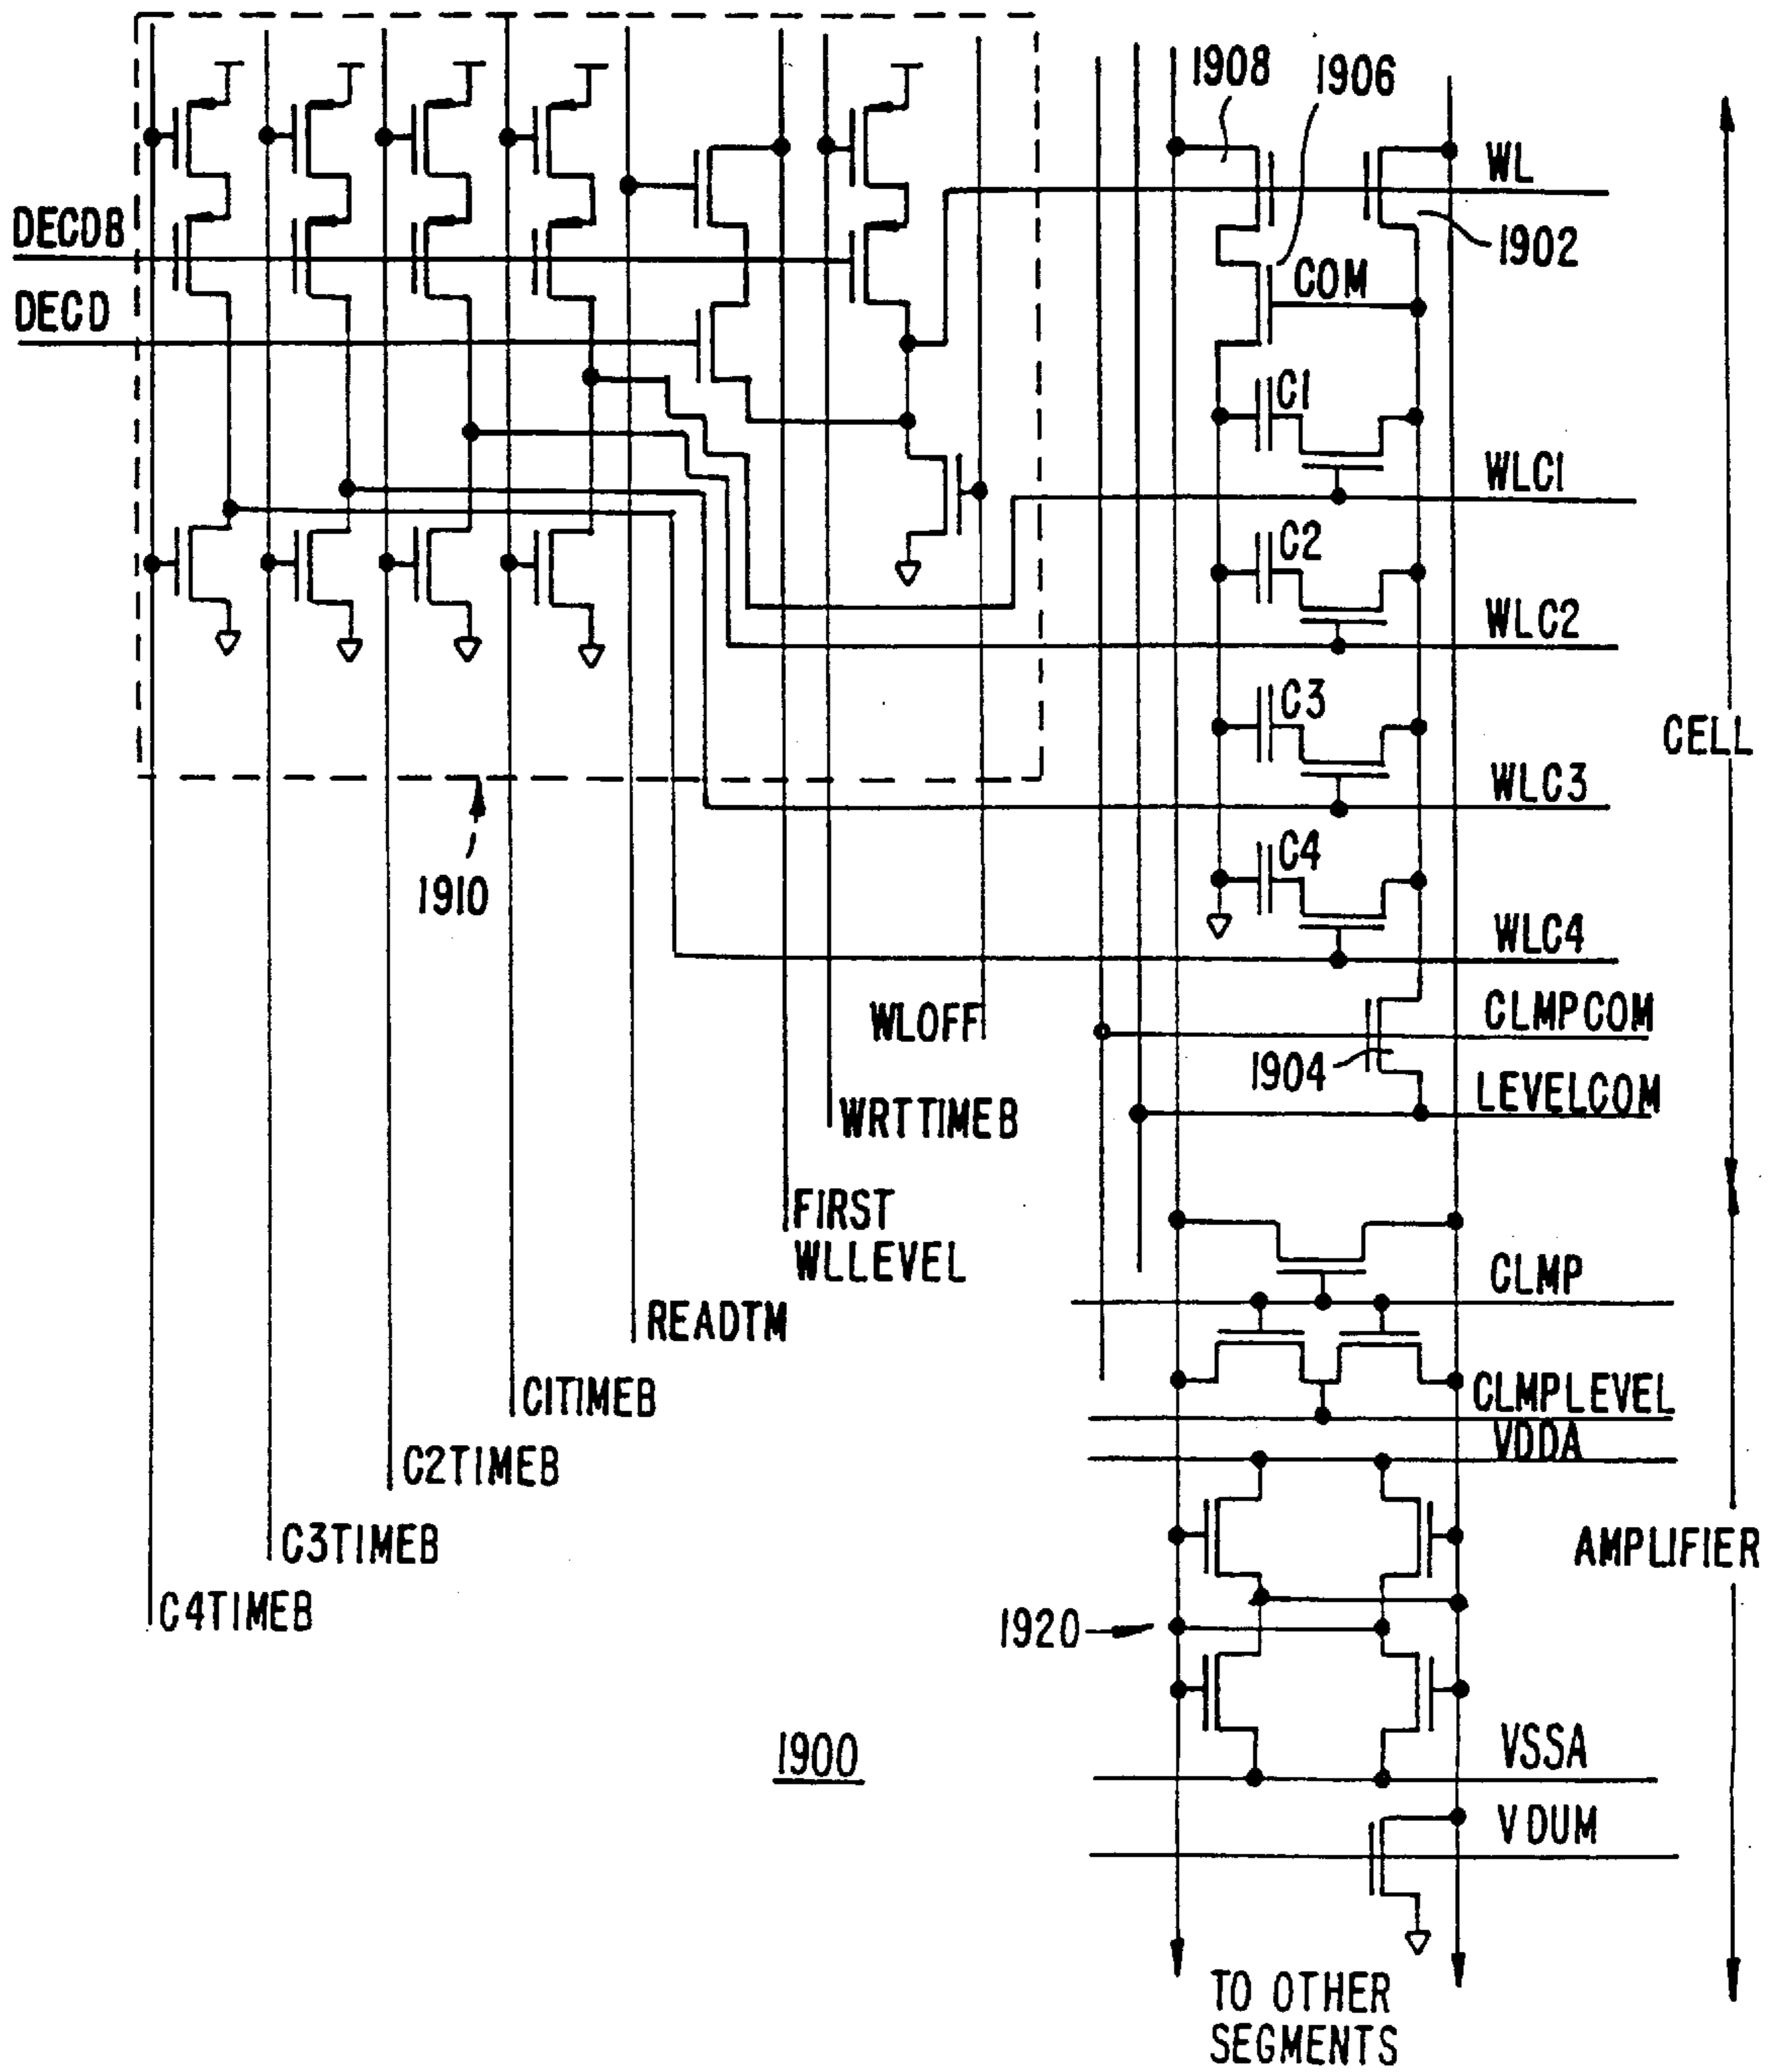 1908
1906
WL
DECDB
1902
COM
DECD
C1
WLC1
C2
WLC2
C3
CELL
WLC3
C4
1910
WLC4
WLOFF
CLMPCOM
1904
LEVELCOM
WRTTIMEB
FIRST
WLLEVEL
CLMP
READTM
C1TIMEB
CLMPLEVEL
VDDA
C2TIMEB
C3TIMEB
AMPLIFIER
C4TIMEB
1920
1900
VSSA
VDUM
TO OTHER
SEGMENTS